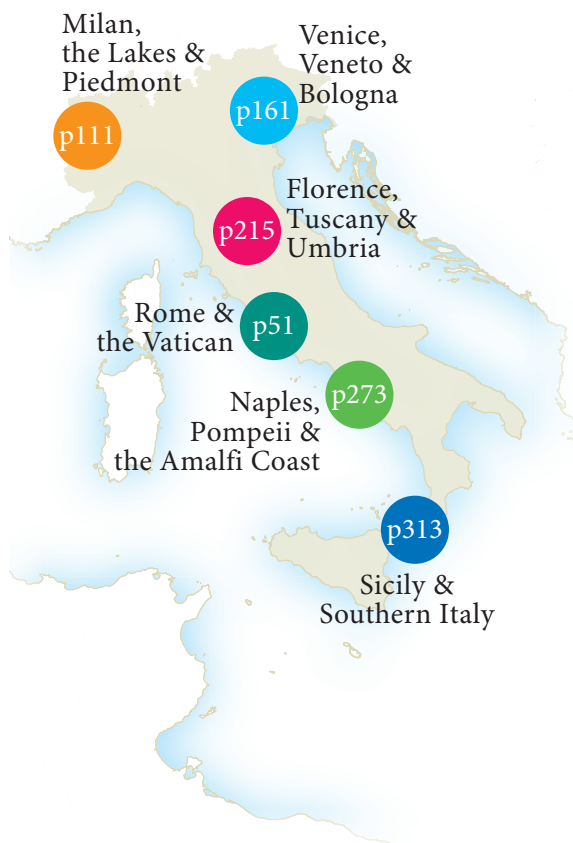 Milan,
the Lakes &
Piedmont
p111
Venice,
Veneto &
Bologna
p161
Florence,
Tuscany &
Umbria
p215
Rome &
the Vatican
p51
Naples,
Pompeii &
the Amalfi Coast
p273
p313
Sicily &
Southern Italy